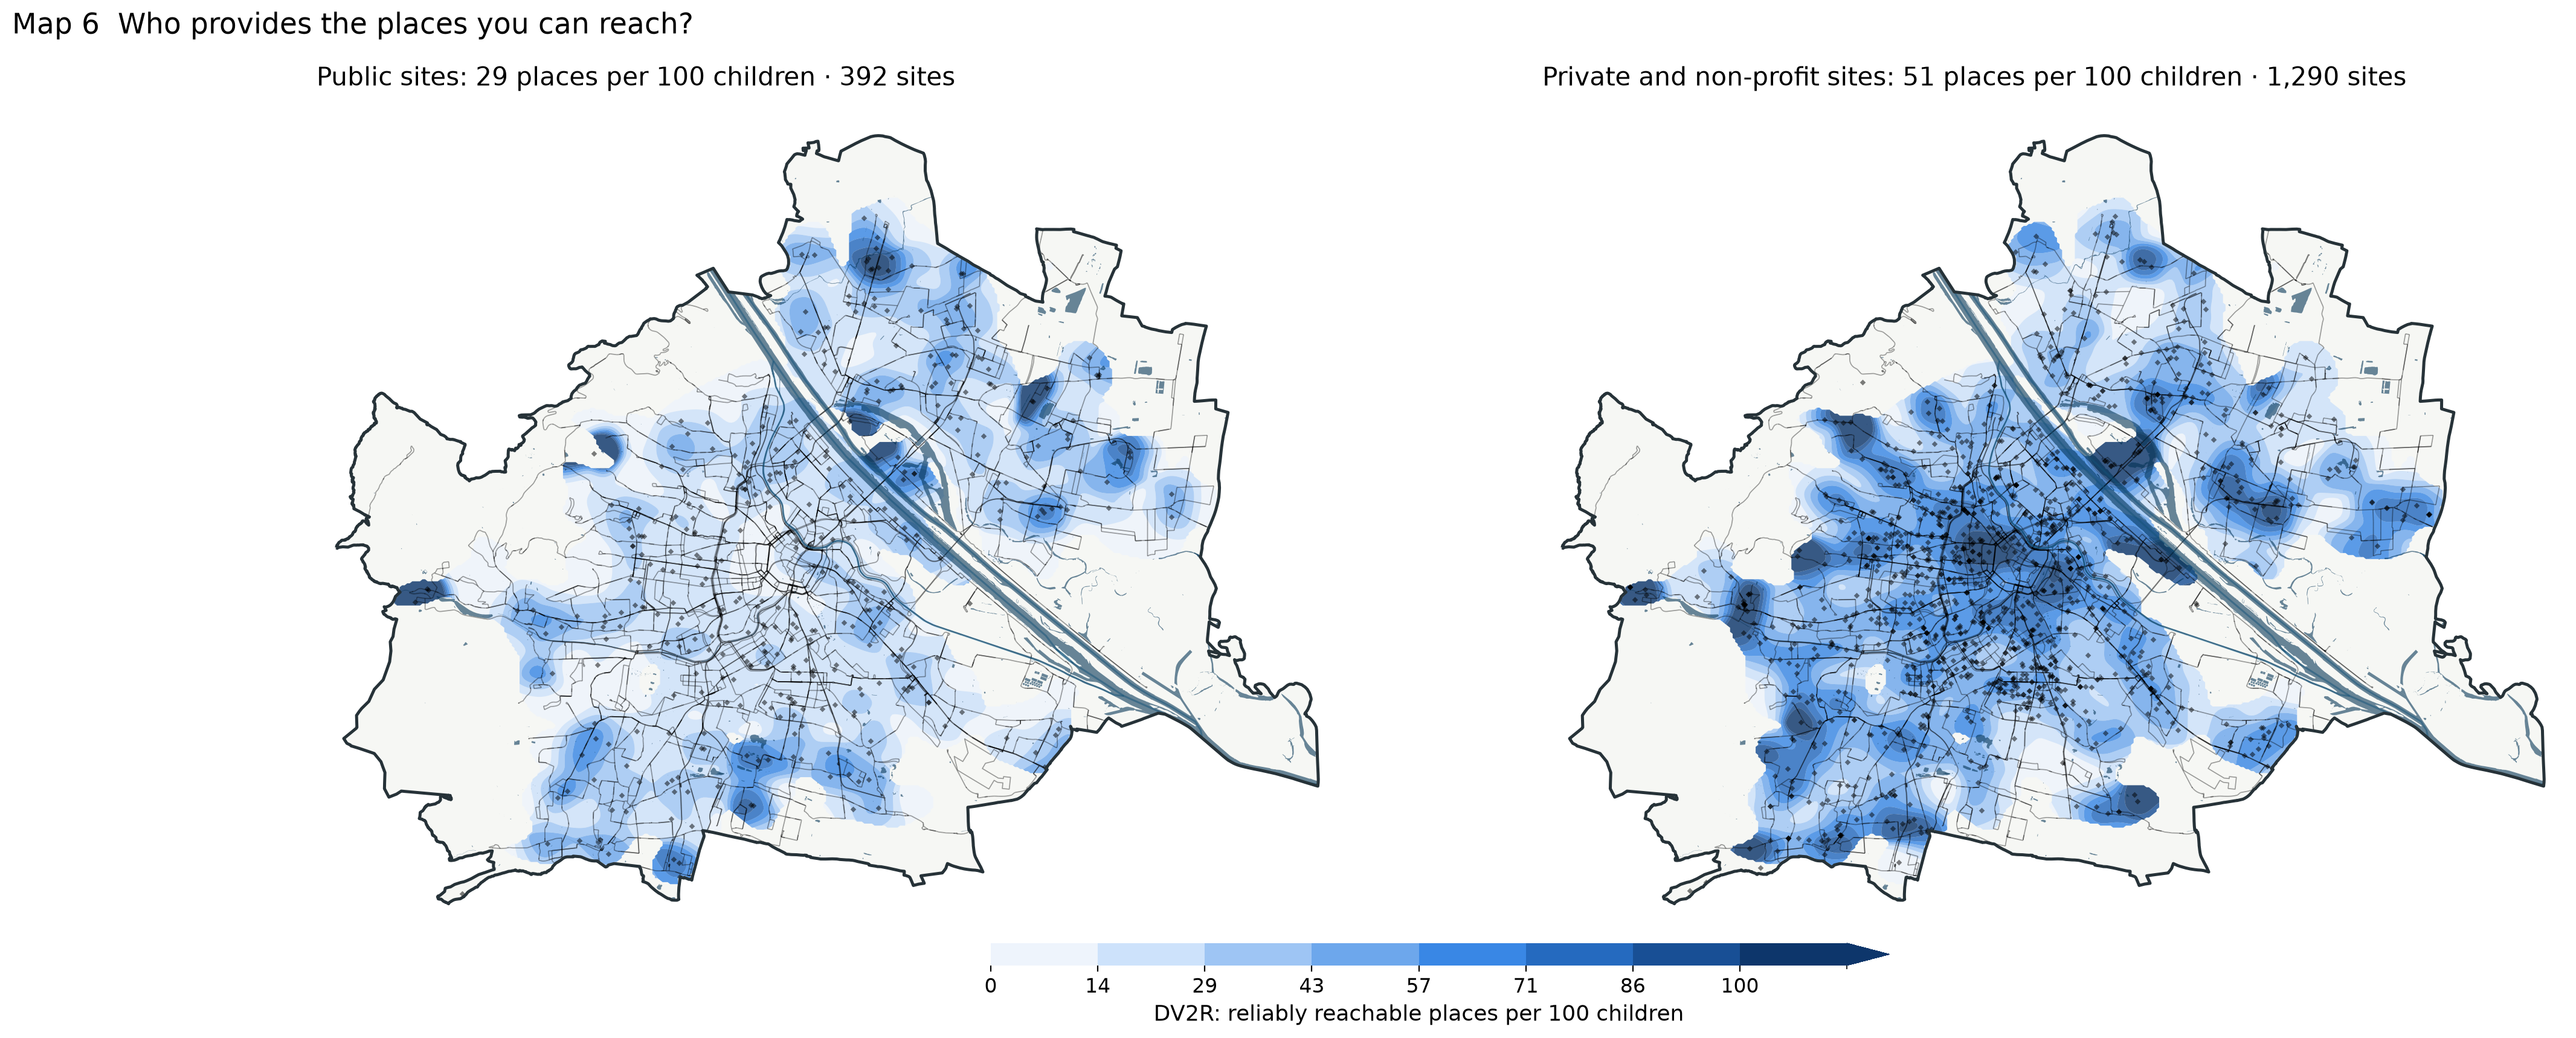 Map 6  Who provides the places you can reach?
Public sites: 29 places per 100 children · 392 sites
Private and non-profit sites: 51 places per 100 children · 1,290 sites
0 14 29 43 57 71 86 100
DV2R: reliably reachable places per 100 children